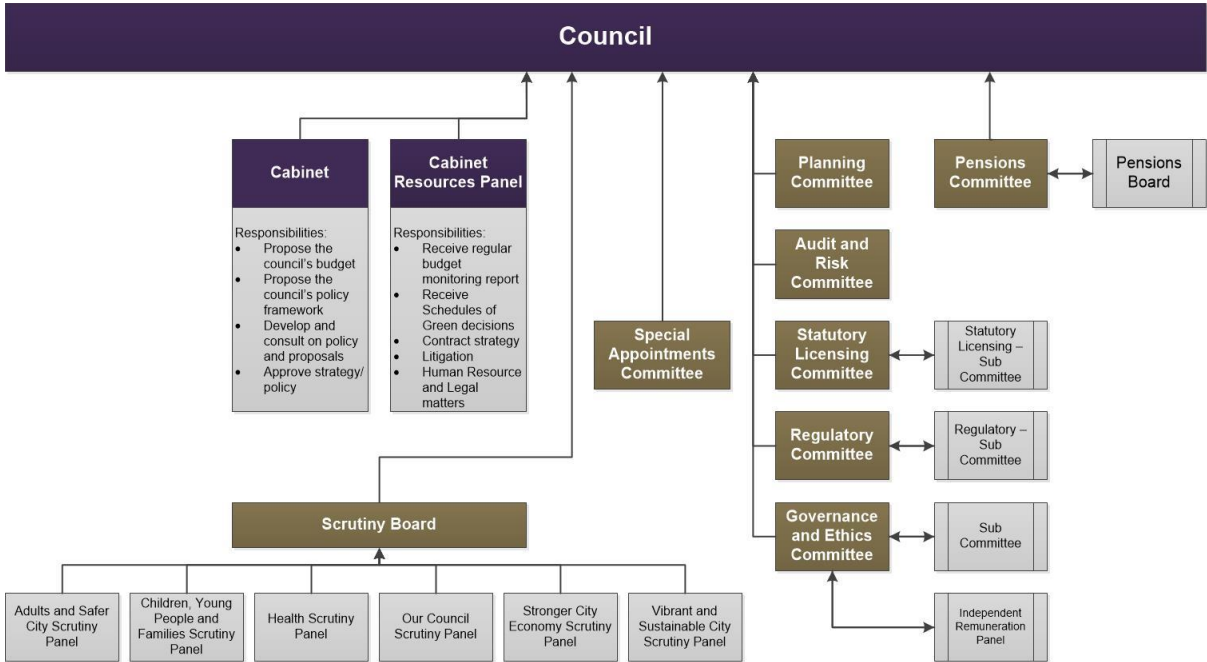 Council
Cabinet
Responsibilities:
• Propose the
council's budget
• Propose the
council's policy
framework
• Develop and
consult on policy
and proposals
• Approve strategy/
policy
Cabinet
Resources Panel
Responsibilities:
• Receive regular
budget
monitoring report
• Receive
Schedules of
Green decisions
• Contract strategy
• Litigation
• Human Resource
and Legal
matters
Special
Appointments
Committee
Planning
Committee
Audit and
Risk
Committee
Statutory
Licensing
Committee
Statutory
Licensing –
Sub
Committee
Regulatory
Committee
Regulatory –
Sub
Committee
Governance
and Ethics
Committee
Sub
Committee
Independent
Remuneration
Panel
Pensions
Committee
Pensions
Board
Scrutiny Board
Adults and Safer
City Scrutiny
Panel
Children, Young
People and
Families Scrutiny
Panel
Health Scrutiny
Panel
Our Council
Scrutiny Panel
Stronger City
Economy Scrutiny
Panel
Vibrant and
Sustainable City
Scrutiny Panel